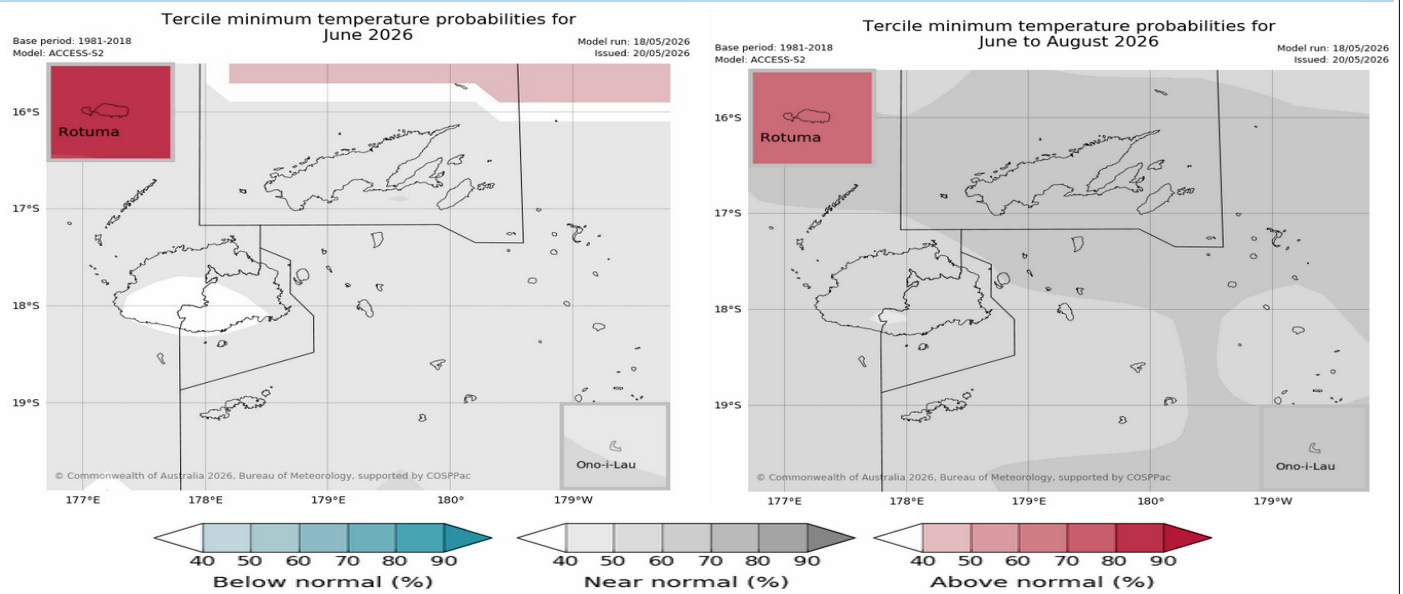 Tercile minimum temperature probabilities for
June 2026
Base period: 1981-2018
Model: ACCESS-S2
Model run: 18/05/2026
Issued: 20/05/2026
Rotuma
16°S
17°S
18°S
19°S
Ono-i-Lau
© Commonwealth of Australia 2026, Bureau of Meteorology, supported by COSPPac
177°E 178°E 179°E 180° 179°W
Tercile minimum temperature probabilities for
June to August 2026
Base period: 1981-2018
Model: ACCESS-S2
Model run: 18/05/2026
Issued: 20/05/2026
Rotuma
16°S
17°S
18°S
19°S
Ono-i-Lau
© Commonwealth of Australia 2026, Bureau of Meteorology, supported by COSPPac
177°E 178°E 179°E 180° 179°W
40 50 60 70 80 90
Below normal (%)
40 50 60 70 80 90
Near normal (%)
40 50 60 70 80 90
Above normal (%)